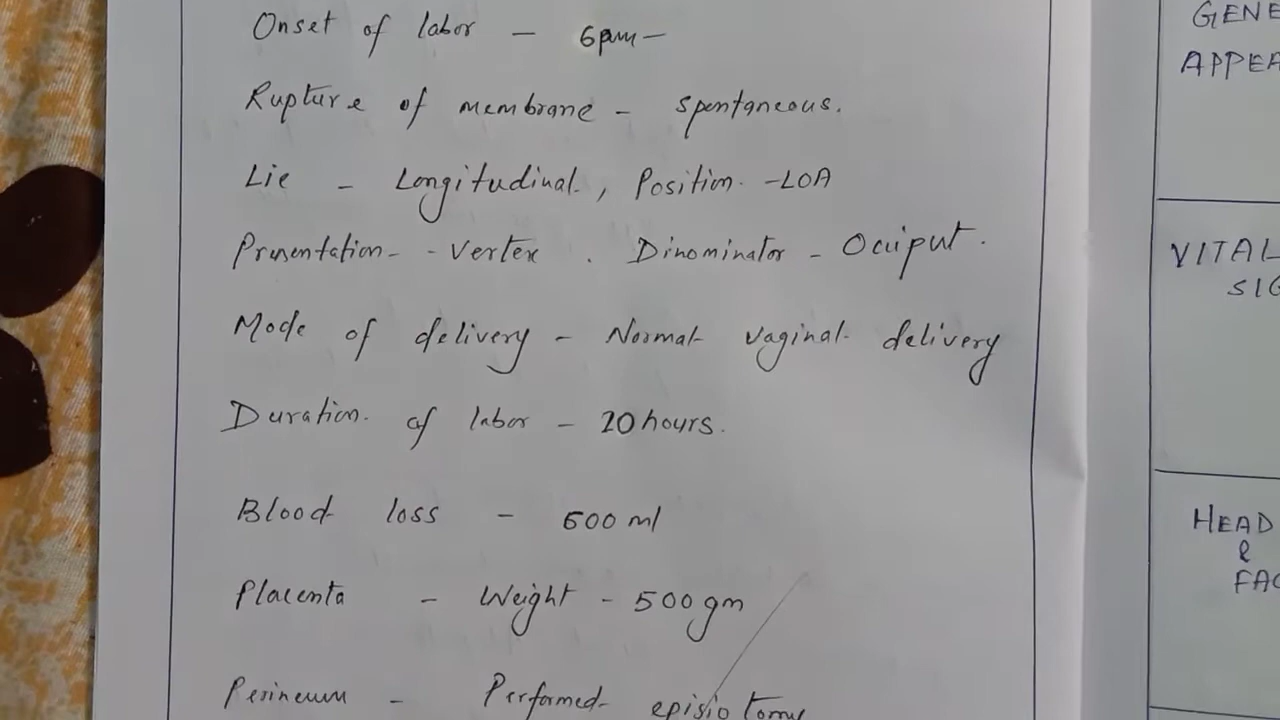 Onset of labor - 6pm -
Rupture of membrane - spontaneous.
Lie - Longitudinal, Position - LOA
Presentation - - Vertex. Dinominator - Occiput.
Mode of delivery - Normal vaginal delivery
Duration of labor - 20 hours.
Blood loss - 600 ml
Placenta - Weight - 500 gm
Perineum - Performed episiotomy
GENE
APPEA
VITAL
SIG
HEAD
&
FAC